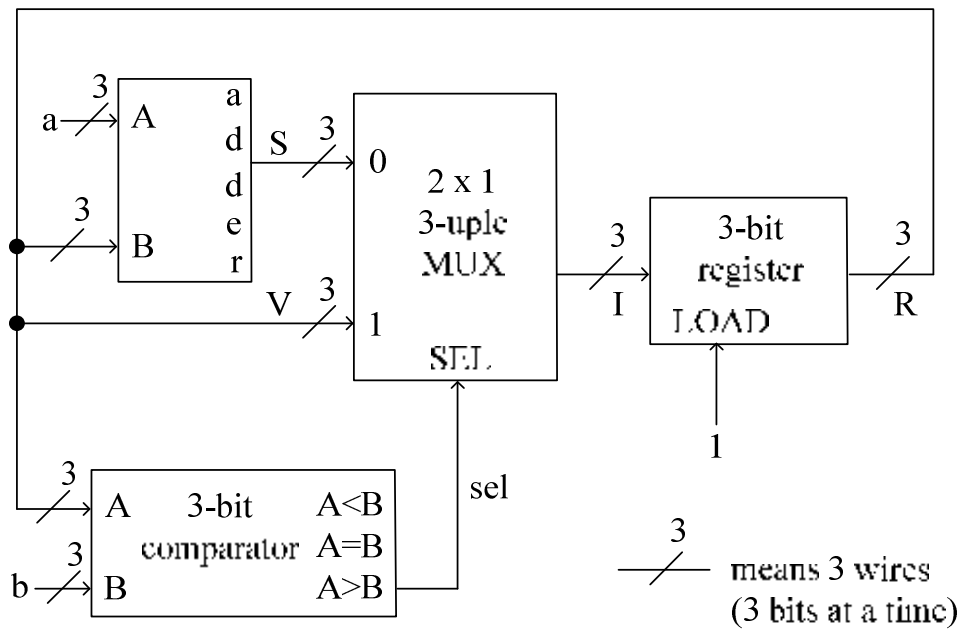 3
a
A
a
d
d
e
r
S
3
0
2 x 1
3-uple
MUX
3
B
V
3
1
SEL
3
I
3-bit
register
LOAD
3
R
1
3
A
3-bit
comparator
A<B
A=B
A>B
3
b
B
sel
3
means 3 wires
(3 bits at a time)